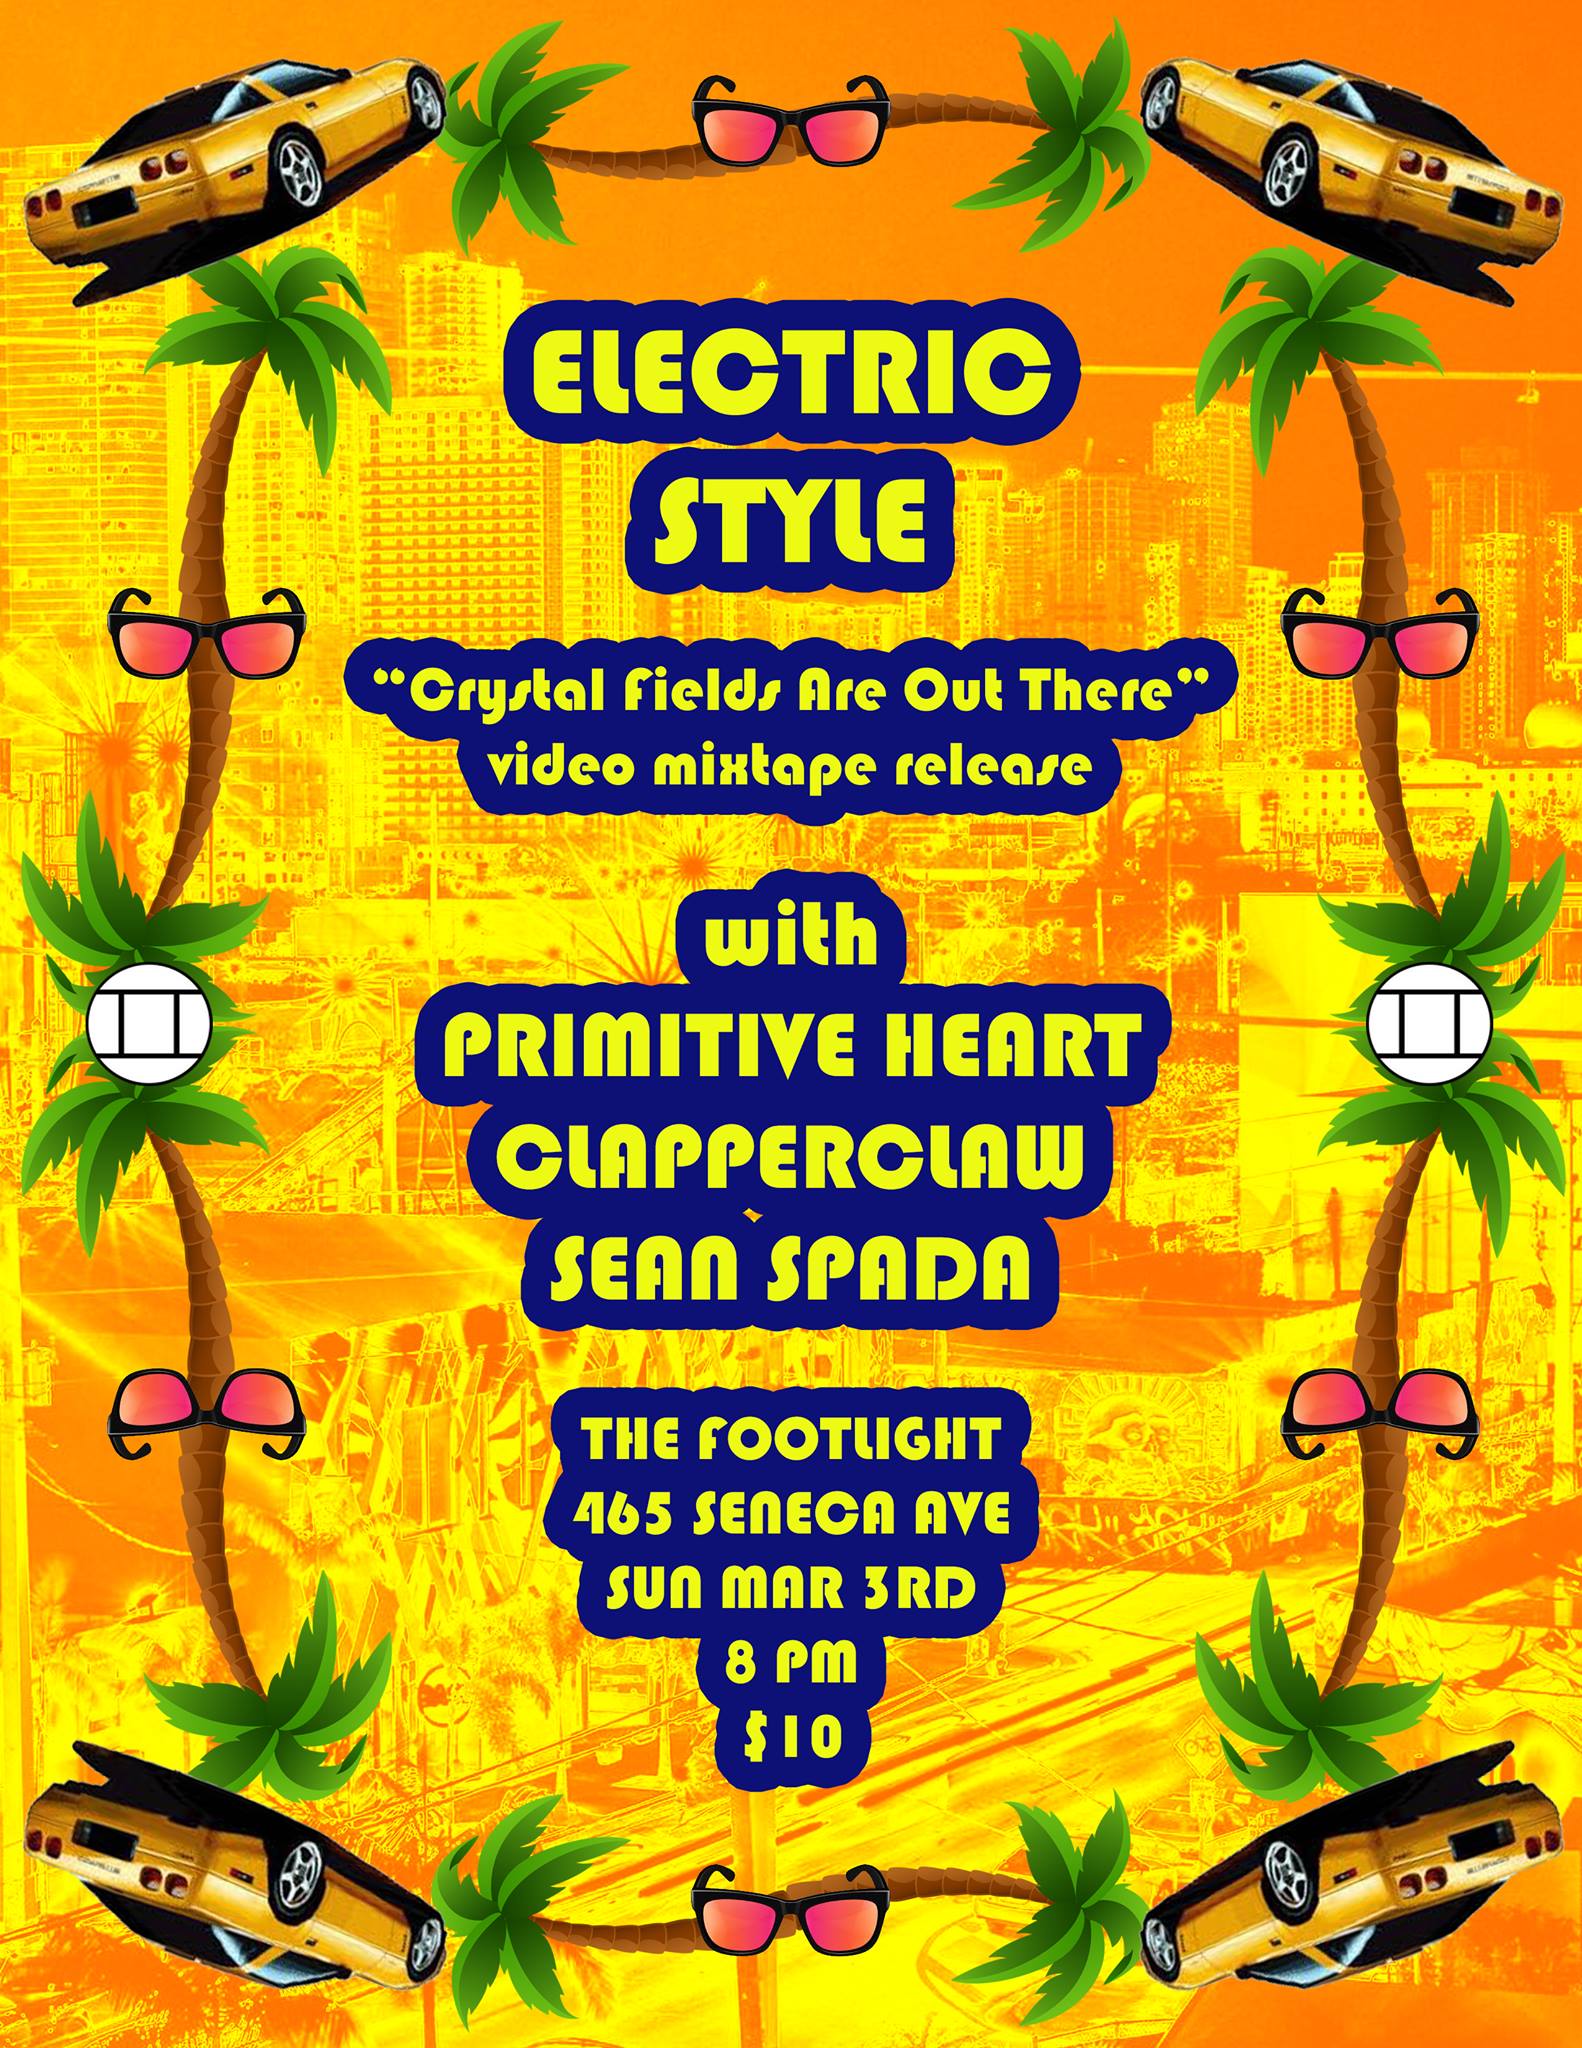 ELECTRIC
STYLE
“Crystal Fields Are Out There”
video mixtape release
with
PRIMITIVE HEART
CLAPPERCLAW
SEAN SPADA
THE FOOTLIGHT
465 SENECA AVE
SUN MAR 3RD
8 PM
$10